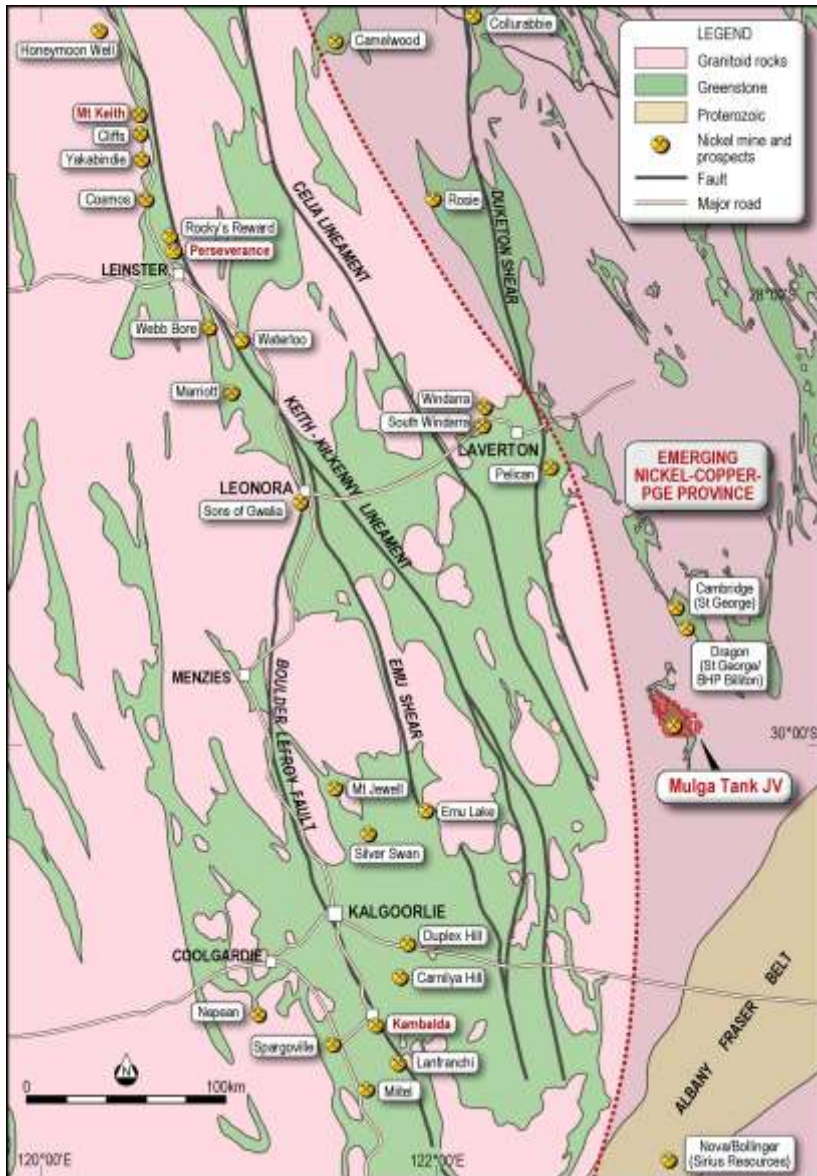 LEGEND
Granitoid rocks
Greenstone
Proterozoic
Nickel mine and
prospects
Fault
Major road
Honeymoon Well
Camelwood
Collurabbie
Mt Keith
Cliffs
Yakabindie
Cosmos
Rosie
Rocky's Reward
Perseverance
LEINSTER
CELIA LINEAMENT
DUKETON SHEAR
28°00'S
Webb Bore
Waterloo
Marriott
Windarra
South Windarra
LAVERTON
Pelican
KEITH - KILKENNY LINEAMENT
EMERGING
NICKEL-COPPER-
PGE PROVINCE
LEONORA
Sons of Gwalia
Cambridge
(St George)
Dragon
(St George/
BHP Billiton)
MENZIES
BOULDER LEFROY FAULT
EMU SHEAR
30°00'S
Mulga Tank JV
Mt Jewell
Emu Lake
Silver Swan
KALGOORLIE
Duplex Hill
COOLGARDIE
Carnilya Hill
Nepean
Kambalda
Spargoville
Lanfranchi
Miitel
ALBANY FRASER BELT
N
0 100km
120°00'E
122°00'E
Nova/Bollinger
(Sirius Resources)